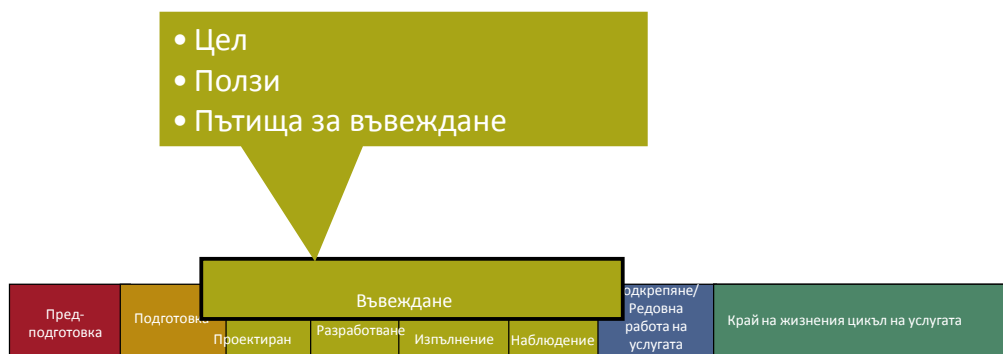 • Цел
• Ползи
• Пътища за въвеждане
Въвеждане
Пред-
подготовка
Подготовка
Проектиран
Разработване
Изпълнение
Наблюдение
одкрепяне/
Редовна
работа на
услугата
Край на жизнения цикъл на услугата